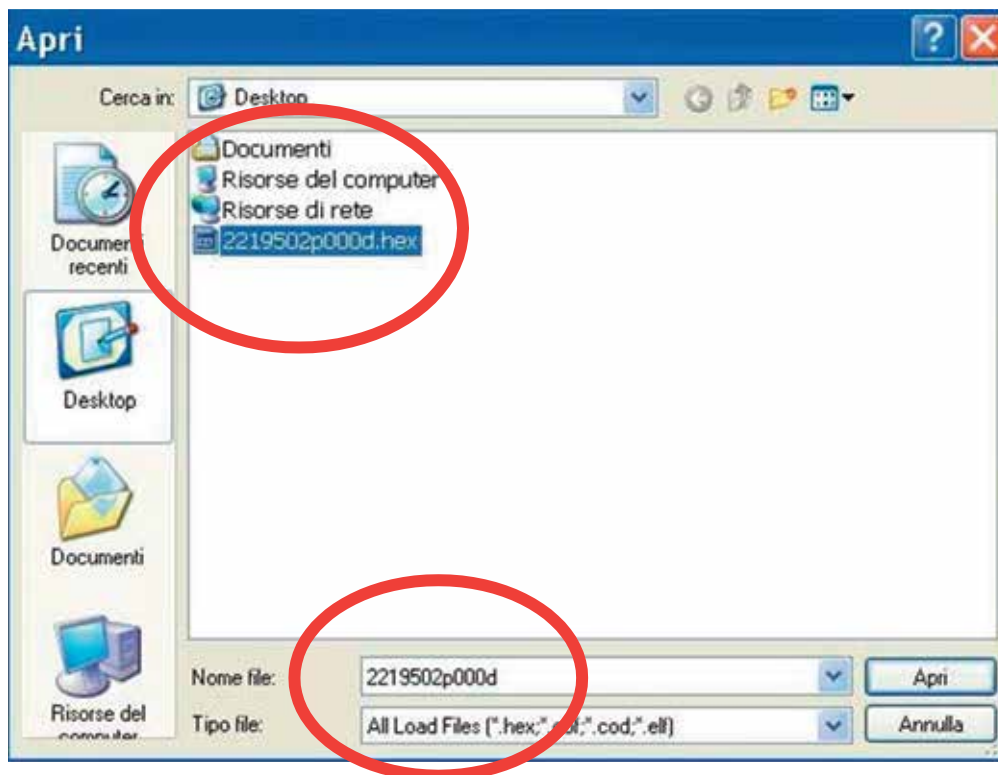 Apri
Cerca in: Desktop
Documenti
Risorse del computer
Risorse di rete
2219502p000d.hex
Documenti
recenti
Desktop
Documenti
Risorse del
computer
Nome file: 2219502p000d Apri
Tipo file: All Load Files (*.hex;*.cof;*.cod;*.elf) Annulla